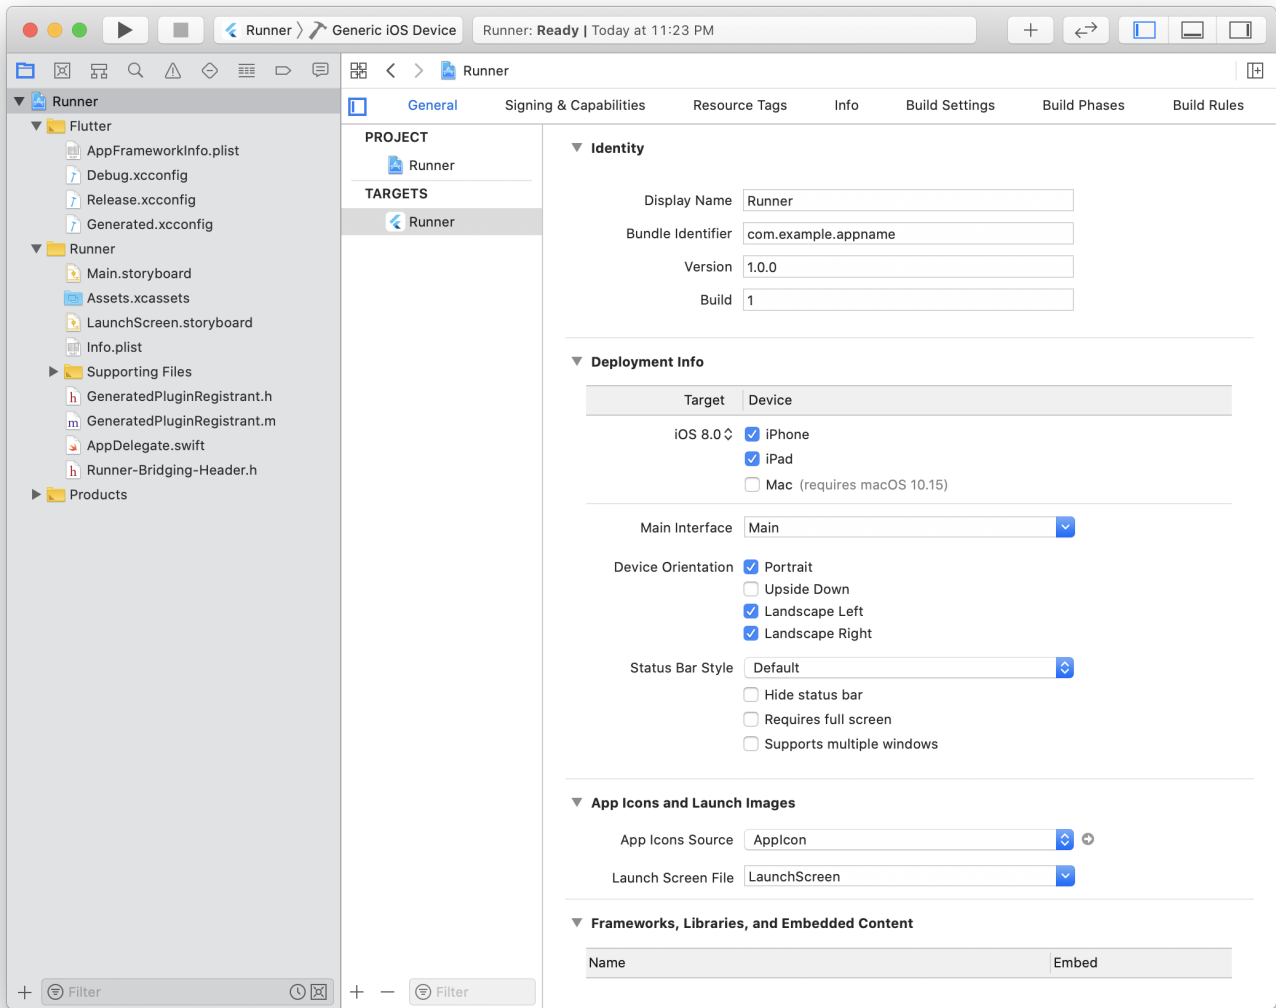 Runner 〉 Generic iOS Device
Runner: Ready | Today at 11:23 PM
Runner
Runner
Flutter
AppFrameworkInfo.plist
Debug.xcconfig
Release.xcconfig
Generated.xcconfig
Runner
Main.storyboard
Assets.xcassets
LaunchScreen.storyboard
Info.plist
Supporting Files
GeneratedPluginRegistrant.h
GeneratedPluginRegistrant.m
AppDelegate.swift
Runner-Bridging-Header.h
Products
Filter
General Signing & Capabilities Resource Tags Info Build Settings Build Phases Build Rules
PROJECT
Runner
TARGETS
Runner
Filter
Identity
Display Name Runner
Bundle Identifier com.example.appname
Version 1.0.0
Build 1
Deployment Info
Target Device
iOS 8.0 iPhone
iPad
Mac (requires macOS 10.15)
Main Interface Main
Device Orientation Portrait
Upside Down
Landscape Left
Landscape Right
Status Bar Style Default
Hide status bar
Requires full screen
Supports multiple windows
App Icons and Launch Images
App Icons Source AppIcon
Launch Screen File LaunchScreen
Frameworks, Libraries, and Embedded Content
Name Embed